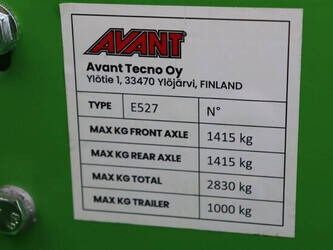 AVANT
Avant Tecno Oy
Ylötie 1, 33470 Ylöjärvi, FINLAND
TYPE E527 N°
MAX KG FRONT AXLE 1415 kg
MAX KG REAR AXLE 1415 kg
MAX KG TOTAL 2830 kg
MAX KG TRAILER 1000 kg